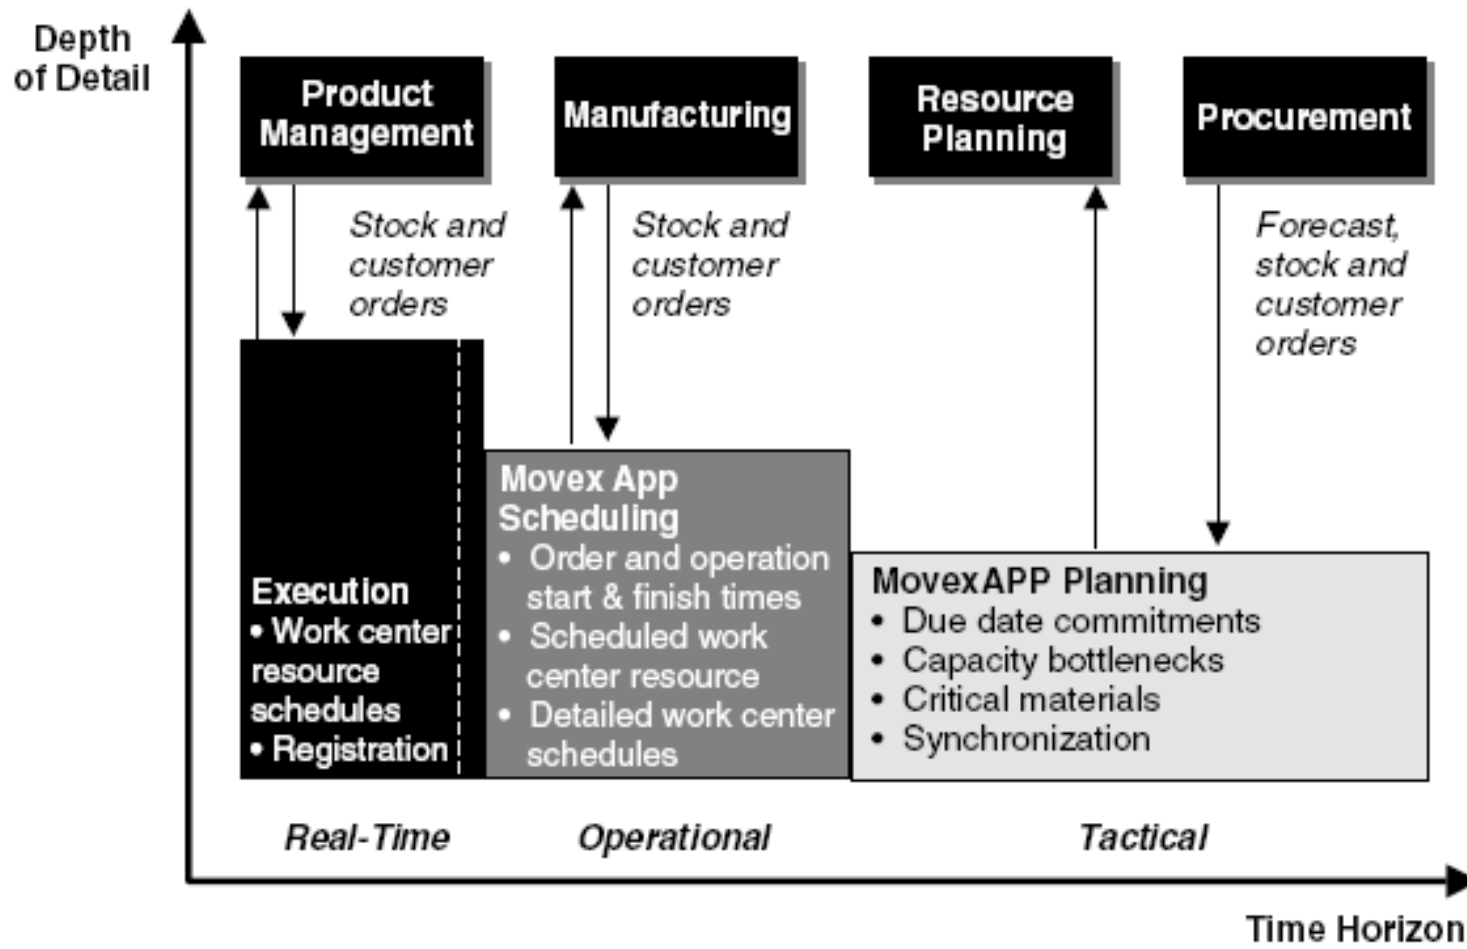 Depth
of Detail
Product
Management
Manufacturing
Resource
Planning
Procurement
Stock and
customer
orders
Stock and
customer
orders
Forecast,
stock and
customer
orders
Execution
• Work center
resource
schedules
• Registration
Movex App
Scheduling
• Order and operation
start & finish times
• Scheduled work
center resource
• Detailed work center
schedules
MovexAPP Planning
• Due date commitments
• Capacity bottlenecks
• Critical materials
• Synchronization
Real-Time
Operational
Tactical
Time Horizon